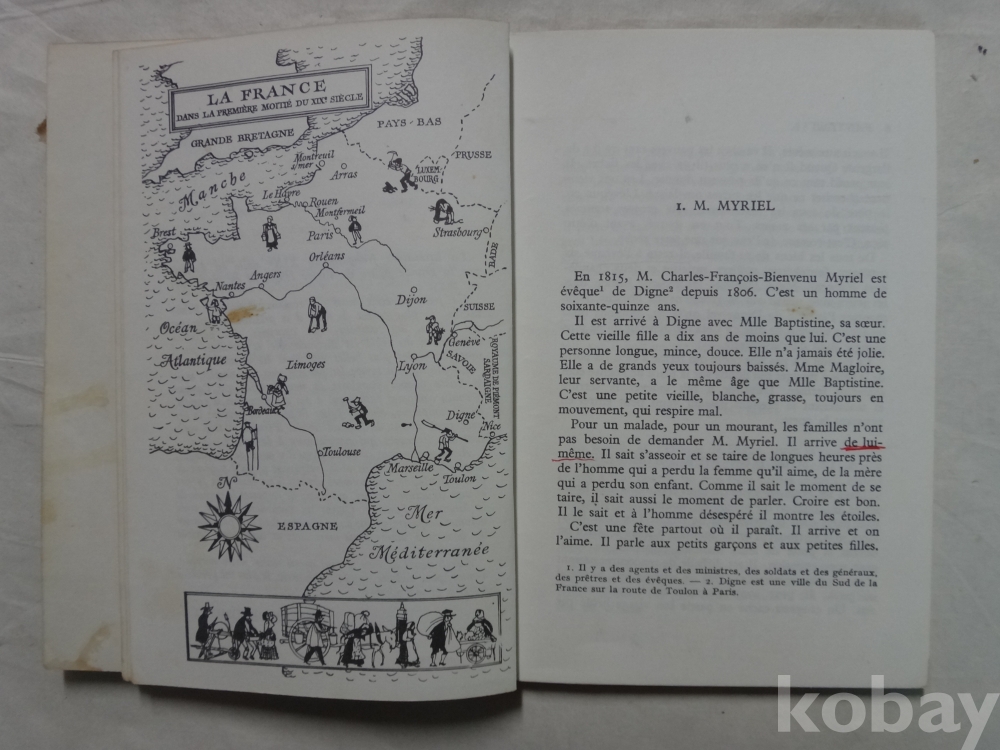 LA FRANCE
DANS LA PREMIÈRE MOITIÉ DU XIXᵉ SIÈCLE
GRANDE BRETAGNE
PAYS-BAS
PRUSSE
LUXEM-
BOURG
Montreuil
s/mer
Arras
Manche
Le Havre
Rouen
Montfermeil
Paris
Strasbourg
Brest
BADE
Orléans
Angers
Nantes
Dijon
SUISSE
Océan
Atlantique
Genève
Limoges
Lyon
SAVOIE
ROYAUME DE PIÉMONT
SARDAIGNE
Bordeaux
Digne
Nice
Toulouse
Marseille
Toulon
N
ESPAGNE
Mer
Méditerranée
1. M. MYRIEL
En 1815, M. Charles-François-Bienvenu Myriel est
évêque¹ de Digne² depuis 1806. C'est un homme de
soixante-quinze ans.
Il est arrivé à Digne avec Mlle Baptistine, sa sœur.
Cette vieille fille a dix ans de moins que lui. C'est une
personne longue, mince, douce. Elle n'a jamais été jolie.
Elle a de grands yeux toujours baissés. Mme Magloire,
leur servante, a le même âge que Mlle Baptistine.
C'est une petite vieille, blanche, grasse, toujours en
mouvement, qui respire mal.
Pour un malade, pour un mourant, les familles n'ont
pas besoin de demander M. Myriel. Il arrive de lui-
même. Il sait s'asseoir et se taire de longues heures près
de l'homme qui a perdu la femme qu'il aime, de la mère
qui a perdu son enfant. Comme il sait le moment de se
taire, il sait aussi le moment de parler. Croire est bon.
Il le sait et à l'homme désespéré il montre les étoiles.
C'est une fête partout où il paraît. Il arrive et on
l'aime. Il parle aux petits garçons et aux petites filles.
1. Il y a des agents et des ministres, des soldats et des généraux,
des prêtres et des évêques. — 2. Digne est une ville du Sud de la
France sur la route de Toulon à Paris.
kobay